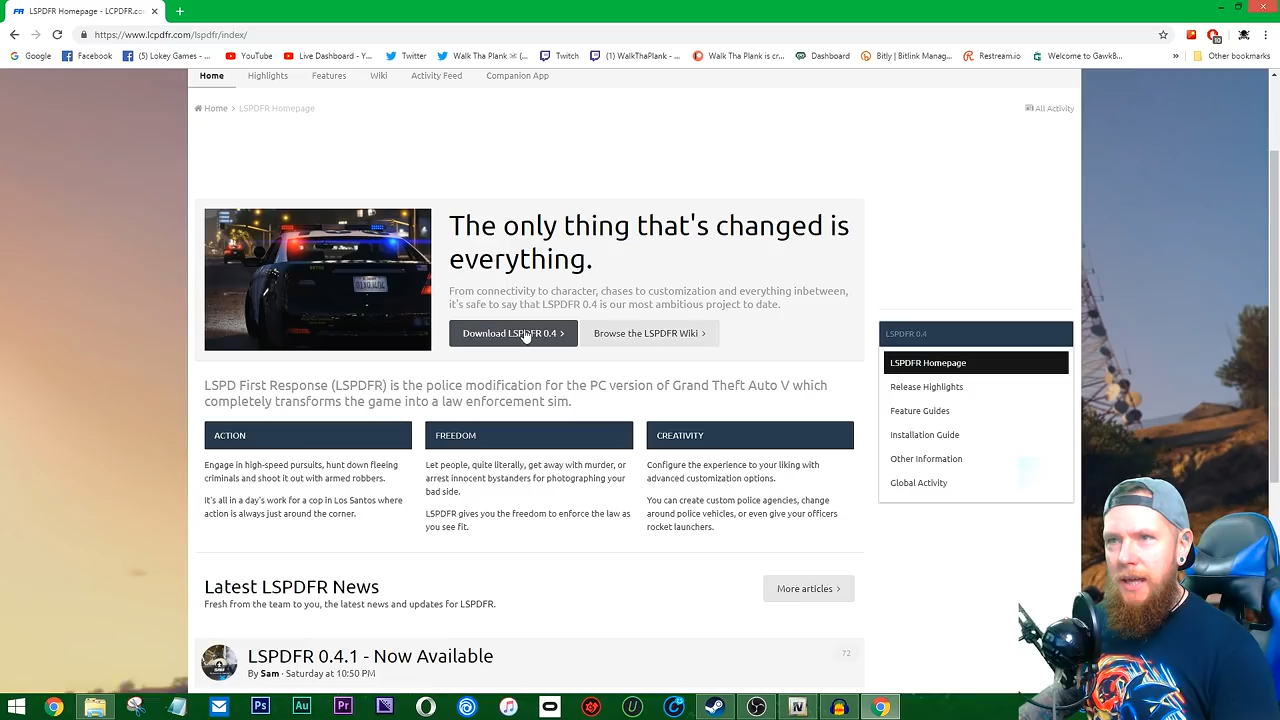 LSPDFR Homepage - LCPDFR.co
https://www.lcpdfr.com/lspdfr/index/
Google Facebook (5) Lokey Games - ... YouTube Live Dashboard - Y... Twitter Twitch (1) WalkThaPlank - ... Walk Tha Plank is cr... Dashboard Bitly | Bitlink Manag... Restream.io Welcome to GawkB... » Other bookmarks
Home Highlights Features Wiki Activity Feed Companion App
Home > LSPDFR Homepage All Activity
The only thing that's changed is
everything.
From connectivity to character, chases to customization and everything inbetween,
it's safe to say that LSPDFR 0.4 is our most ambitious project to date.
Download LSPDFR 0.4 > Browse the LSPDFR Wiki >
LSPDFR 0.4
LSPDFR Homepage
Release Highlights
Feature Guides
Installation Guide
Other Information
Global Activity
LSPD First Response (LSPDFR) is the police modification for the PC version of Grand Theft Auto V which
completely transforms the game into a law enforcement sim.
ACTION
Engage in high-speed pursuits, hunt down fleeing
criminals and shoot it out with armed robbers.
It's all in a day's work for a cop in Los Santos where
action is always just around the corner.
FREEDOM
Let people, quite literally, get away with murder, or
arrest innocent bystanders for photographing your
bad side.
LSPDFR gives you the freedom to enforce the law as
you see fit.
CREATIVITY
Configure the experience to your liking with
advanced customization options.
You can create custom police agencies, change
around police vehicles, or even give your officers
rocket launchers.
Latest LSPDFR News
Fresh from the team to you, the latest news and updates for LSPDFR.
More articles >
LSPDFR 0.4.1 - Now Available
72
By Sam · Saturday at 10:50 PM
Ps Au Pr